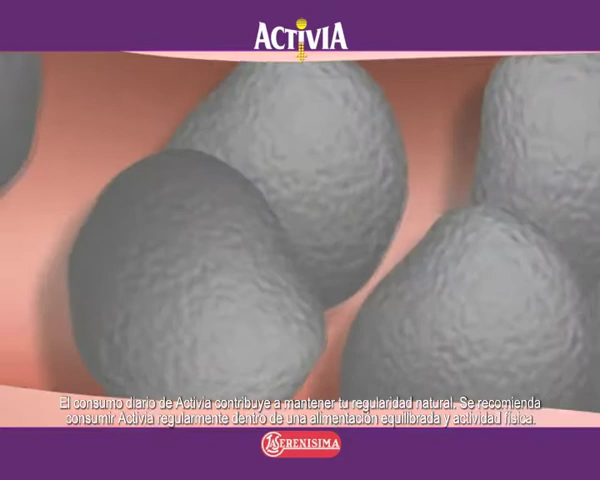 ACTIVIA
El consumo diario de Activia contribuye a mantener tu regularidad natural. Se recomienda
consumir Activia regularmente dentro de una alimentación equilibrada y actividad física.
LA SERENISIMA